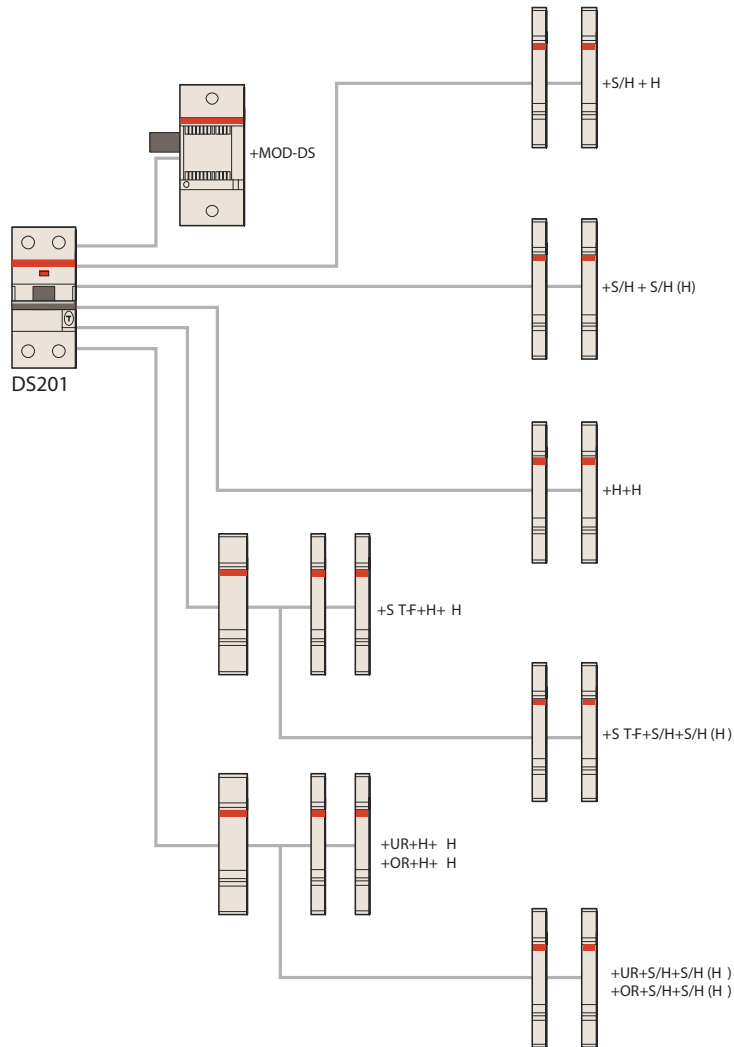 +S/H + H
+MOD-DS
T
DS201
+S/H + S/H (H)
+H+H
+S T-F+H+ H
+S T-F+S/H+S/H (H )
+UR+H+ H
+OR+H+ H
+UR+S/H+S/H (H )
+OR+S/H+S/H (H )